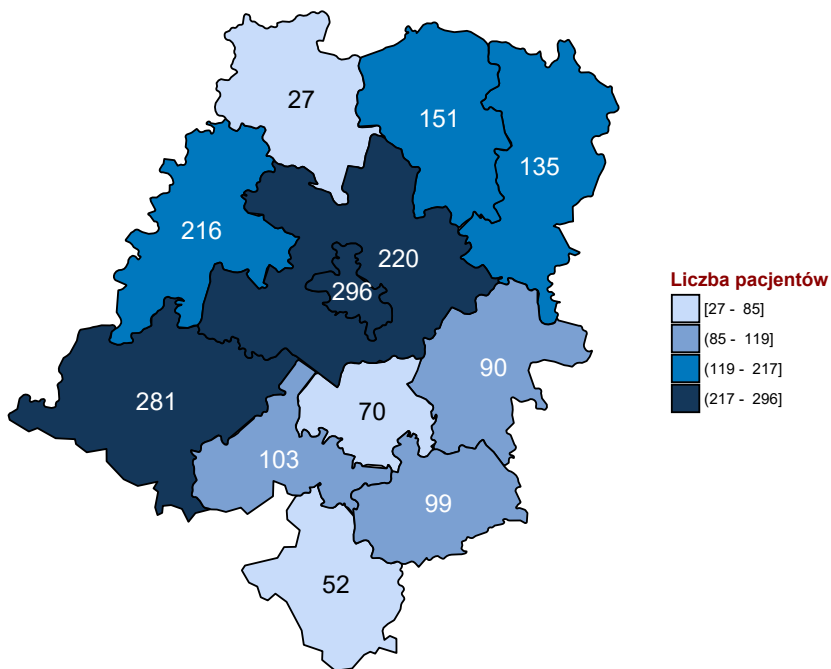 27
151
135
216
220
296
Liczba pacjentów
[27 - 85]
(85 - 119]
(119 - 217]
(217 - 296]
90
281
70
103
99
52